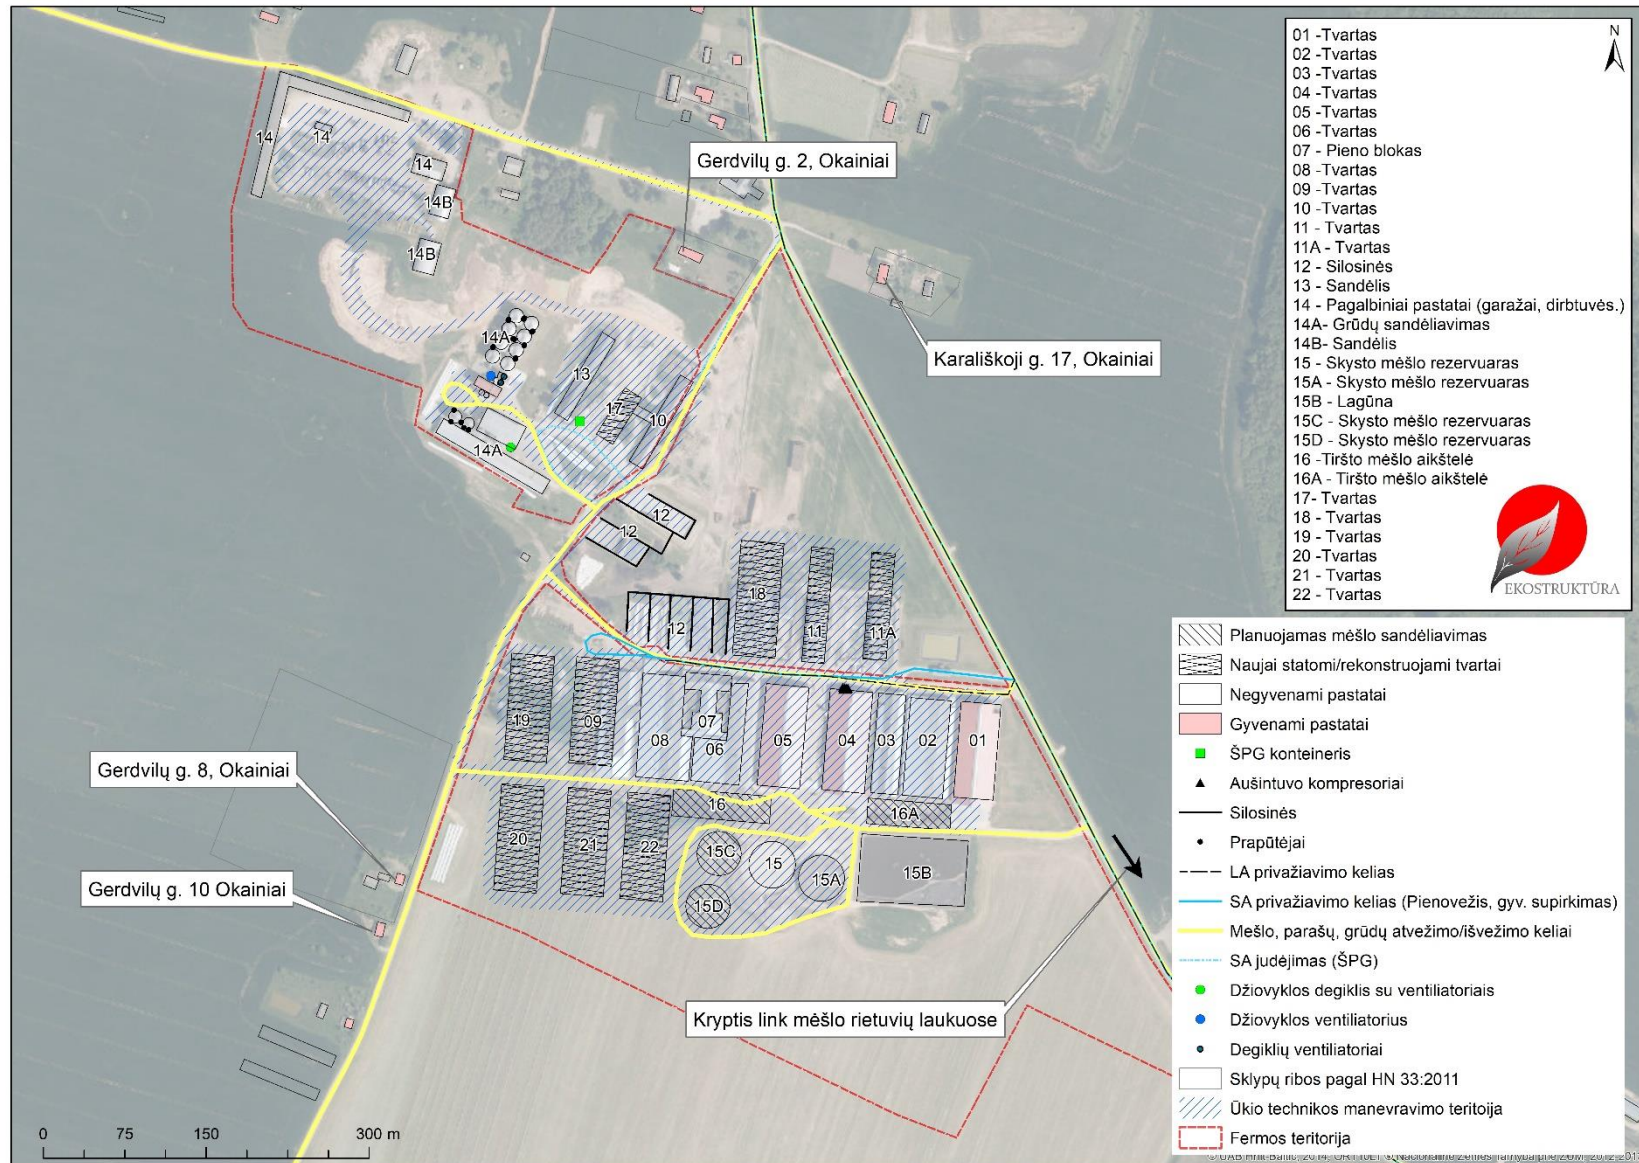 01 -Tvartas
02 -Tvartas
03 -Tvartas
04 -Tvartas
05 -Tvartas
06 -Tvartas
07 - Pieno blokas
08 -Tvartas
09 -Tvartas
10 -Tvartas
11 - Tvartas
11A - Tvartas
12 - Silosinės
13 - Sandėlis
14 - Pagalbiniai pastatai (garažai, dirbtuvės.)
14A- Grūdų sandėliavimas
14B- Sandėlis
15 - Skysto mėšlo rezervuaras
15A - Skysto mėšlo rezervuaras
15B - Lagūna
15C - Skysto mėšlo rezervuaras
15D - Skysto mėšlo rezervuaras
16 -Tiršto mėšlo aikštelė
16A - Tiršto mėšlo aikštelė
17- Tvartas
18 - Tvartas
19 - Tvartas
20 -Tvartas
21 - Tvartas
22 - Tvartas
N
EKOSTRUKTŪRA
Planuojamas mėšlo sandėliavimas
Naujai statomi/rekonstruojami tvartai
Negyvenami pastatai
Gyvenami pastatai
ŠPG konteineris
Aušintuvo kompresoriai
Silosinės
Prapūtėjai
LA privažiavimo kelias
SA privažiavimo kelias (Pienovežis, gyv. supirkimas)
Mešlo, parašų, grūdų atvežimo/išvežimo keliai
SA judėjimas (ŠPG)
Džiovyklos degiklis su ventiliatoriais
Džiovyklos ventiliatorius
Degiklių ventiliatoriai
Sklypų ribos pagal HN 33:2011
Ūkio technikos manevravimo teritoija
Fermos teritorija
Gerdvilų g. 2, Okainiai
Karališkoji g. 17, Okainiai
Gerdvilų g. 8, Okainiai
Gerdvilų g. 10 Okainiai
Kryptis link mėšlo rietuvių laukuose
14
14
14
14B
14B
14A
13
17
10
14A
12
12
18
11
11A
12
19
09
08
07
06
05
04
03
02
01
16
16A
20
21
22
15C
15
15A
15B
15D
0 75 150 300 m